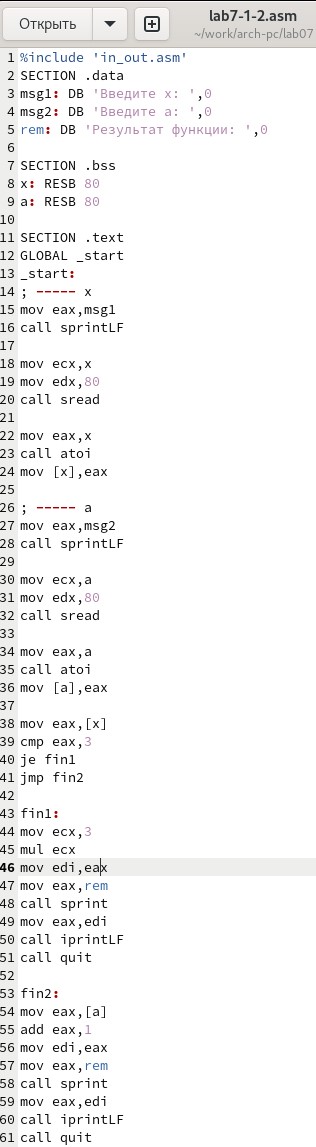 Открыть
lab7-1-2.asm
~/work/arch-pc/lab07
1 %include 'in_out.asm'
2 SECTION .data
3 msg1: DB 'Введите x: ',0
4 msg2: DB 'Введите a: ',0
5 rem: DB 'Результат функции: ',0
6
7 SECTION .bss
8 x: RESB 80
9 a: RESB 80
10
11 SECTION .text
12 GLOBAL _start
13 _start:
14 ; ----- x
15 mov eax,msg1
16 call sprintLF
17
18 mov ecx,x
19 mov edx,80
20 call sread
21
22 mov eax,x
23 call atoi
24 mov [x],eax
25
26 ; ----- a
27 mov eax,msg2
28 call sprintLF
29
30 mov ecx,a
31 mov edx,80
32 call sread
33
34 mov eax,a
35 call atoi
36 mov [a],eax
37
38 mov eax,[x]
39 cmp eax,3
40 je fin1
41 jmp fin2
42
43 fin1:
44 mov ecx,3
45 mul ecx
46 mov edi,eax
47 mov eax,rem
48 call sprint
49 mov eax,edi
50 call iprintLF
51 call quit
52
53 fin2:
54 mov eax,[a]
55 add eax,1
56 mov edi,eax
57 mov eax,rem
58 call sprint
59 mov eax,edi
60 call iprintLF
61 call quit